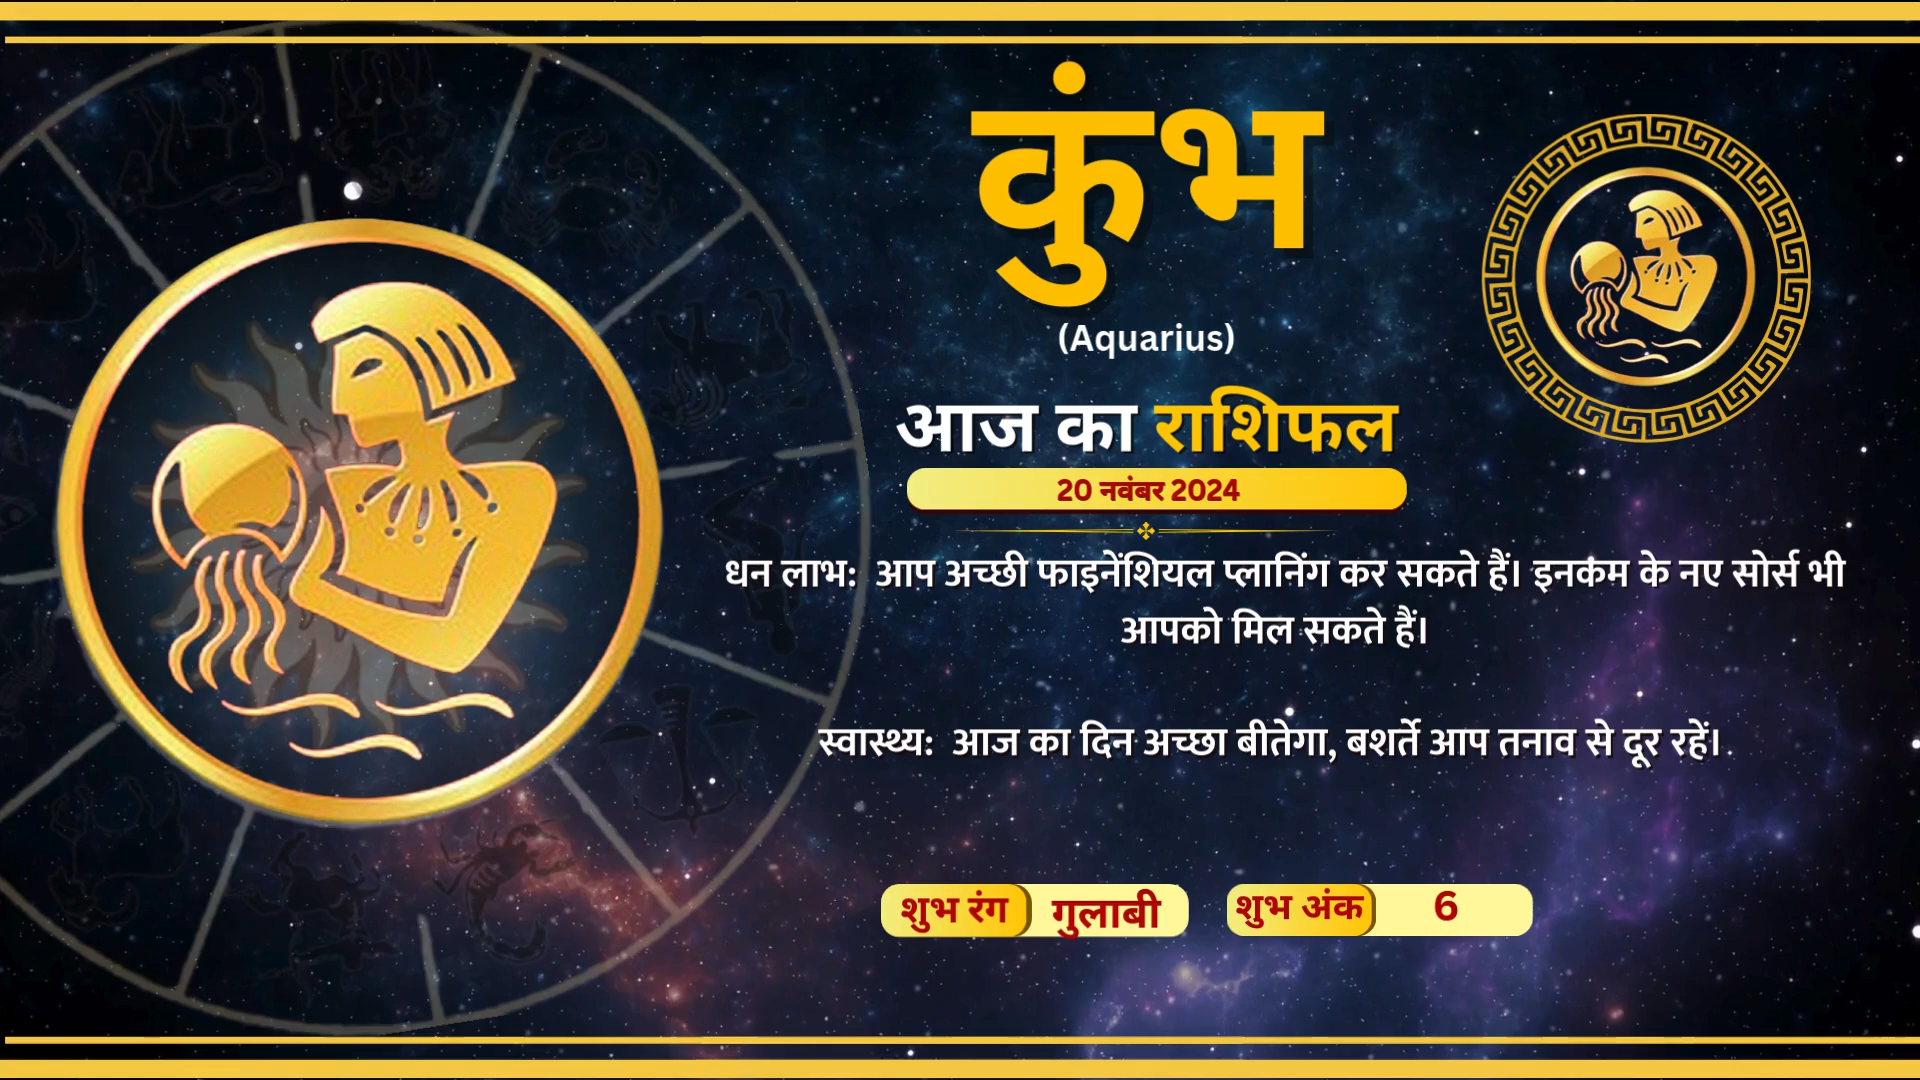 कुंभ
(Aquarius)
आज का राशिफल
20 नवंबर 2024
धन लाभ: आप अच्छी फाइनेंशियल प्लानिंग कर सकते हैं। इनकम के नए सोर्स भी
आपको मिल सकते हैं।
स्वास्थ्य: आज का दिन अच्छा बीतेगा, बशर्ते आप तनाव से दूर रहें।
शुभ रंग गुलाबी शुभ अंक 6